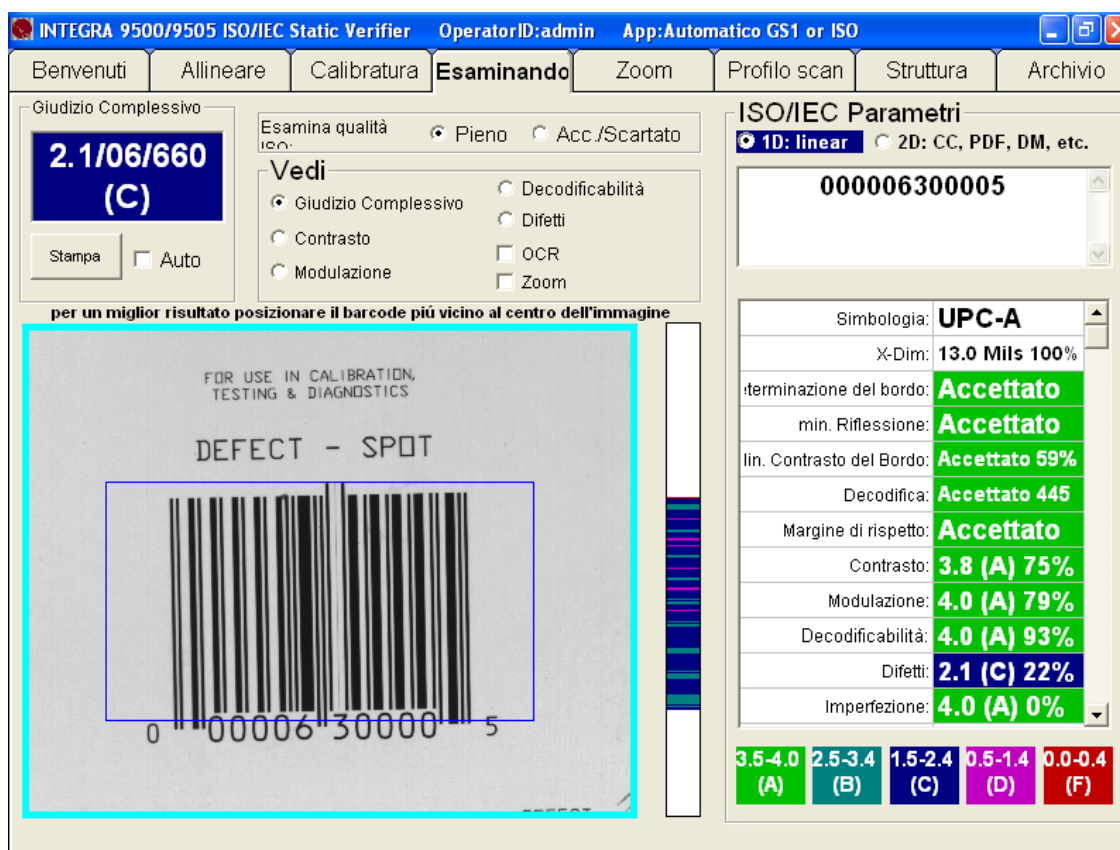 INTEGRA 9500/9505 ISO/IEC Static Verifier OperatorID:admin App:Automatico GS1 or ISO
Benvenuti Allineare Calibratura Esaminando Zoom Profilo scan Struttura Archivio
Giudizio Complessivo
2.1/06/660
(C)
Stampa
Auto
Esamina qualità
ISO:
Pieno Acc./Scartato
Vedi
Giudizio Complessivo
Contrasto
Modulazione
Decodificabilità
Difetti
OCR
Zoom
per un miglior risultato posizionare il barcode piú vicino al centro dell'immagine
FOR USE IN CALIBRATION,
TESTING & DIAGNOSTICS
DEFECT - SPOT
0 00006 30000 5
DEFECT
ISO/IEC Parametri
1D: linear 2D: CC, PDF, DM, etc.
000006300005
Simbologia: UPC-A
X-Dim: 13.0 Mils 100%
terminazione del bordo: Accettato
min. Riflessione: Accettato
lin. Contrasto del Bordo: Accettato 59%
Decodifica: Accettato 445
Margine di rispetto: Accettato
Contrasto: 3.8 (A) 75%
Modulazione: 4.0 (A) 79%
Decodificabilità: 4.0 (A) 93%
Difetti: 2.1 (C) 22%
Imperfezione: 4.0 (A) 0%
3.5-4.0 2.5-3.4 1.5-2.4 0.5-1.4 0.0-0.4
(A) (B) (C) (D) (F)